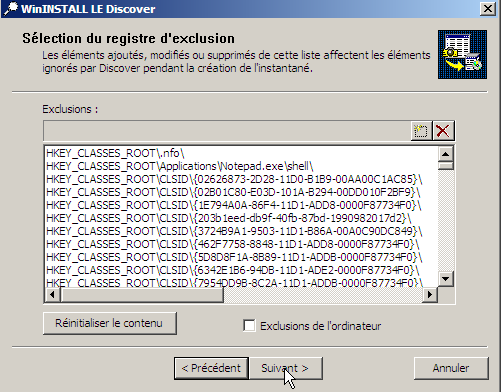 WinINSTALL LE Discover
Sélection du registre d'exclusion
Les éléments ajoutés, modifiés ou supprimés de cette liste affectent les éléments
ignorés par Discover pendant la création de l'instantané.
Exclusions :
HKEY_CLASSES_ROOT\.nfo\
HKEY_CLASSES_ROOT\Applications\Notepad.exe\shell\
HKEY_CLASSES_ROOT\CLSID\{02626873-2D28-11D0-B1B9-00AA00C1AC85}\
HKEY_CLASSES_ROOT\CLSID\{02B01C80-E03D-101A-B294-00DD010F2BF9}\
HKEY_CLASSES_ROOT\CLSID\{1E794A0A-86F4-11D1-ADD8-0000F87734F0}\
HKEY_CLASSES_ROOT\CLSID\{203b1eed-db9f-40fb-87bd-1990982017d2}\
HKEY_CLASSES_ROOT\CLSID\{3724B9A1-9503-11D1-B86A-00A0C90DC849}\
HKEY_CLASSES_ROOT\CLSID\{462F7758-8848-11D1-ADD8-0000F87734F0}\
HKEY_CLASSES_ROOT\CLSID\{5D8D8F1A-8B89-11D1-ADDB-0000F87734F0}\
HKEY_CLASSES_ROOT\CLSID\{6342E1B6-94DB-11D1-ADE2-0000F87734F0}\
HKEY_CLASSES_ROOT\CLSID\{7954DD9B-8C2A-11D1-ADDB-0000F87734F0}\
Réinitialiser le contenu
Exclusions de l'ordinateur
< Précédent
Suivant >
Annuler